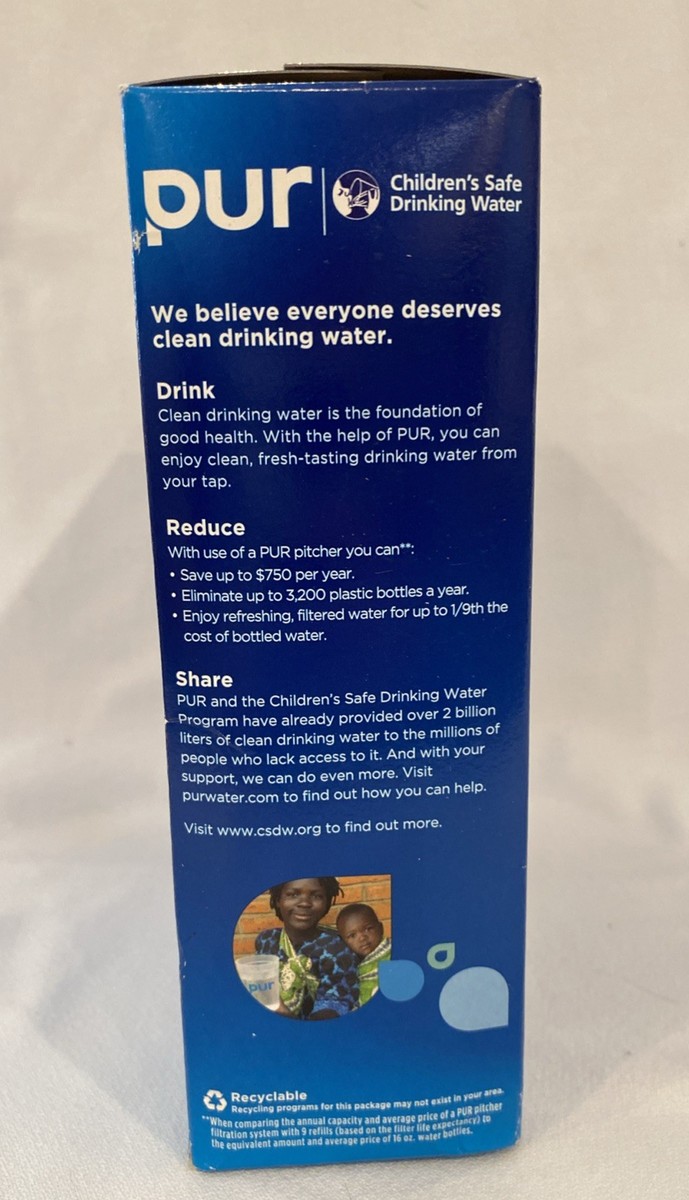 pur
Children's Safe
Drinking Water
We believe everyone deserves
clean drinking water.
Drink
Clean drinking water is the foundation of
good health. With the help of PUR, you can
enjoy clean, fresh-tasting drinking water from
your tap.
Reduce
With use of a PUR pitcher you can**:
• Save up to $750 per year.
• Eliminate up to 3,200 plastic bottles a year.
• Enjoy refreshing, filtered water for up to 1/9th the
cost of bottled water.
Share
PUR and the Children's Safe Drinking Water
Program have already provided over 2 billion
liters of clean drinking water to the millions of
people who lack access to it. And with your
support, we can do even more. Visit
purwater.com to find out how you can help.
Visit www.csdw.org to find out more.
pur
Recyclable
Recycling programs for this package may not exist in your area.
**When comparing the annual capacity and average price of a PUR pitcher
filtration system with 9 refills (based on the filter life expectancy) to
the equivalent amount and average price of 16 oz. water bottles.